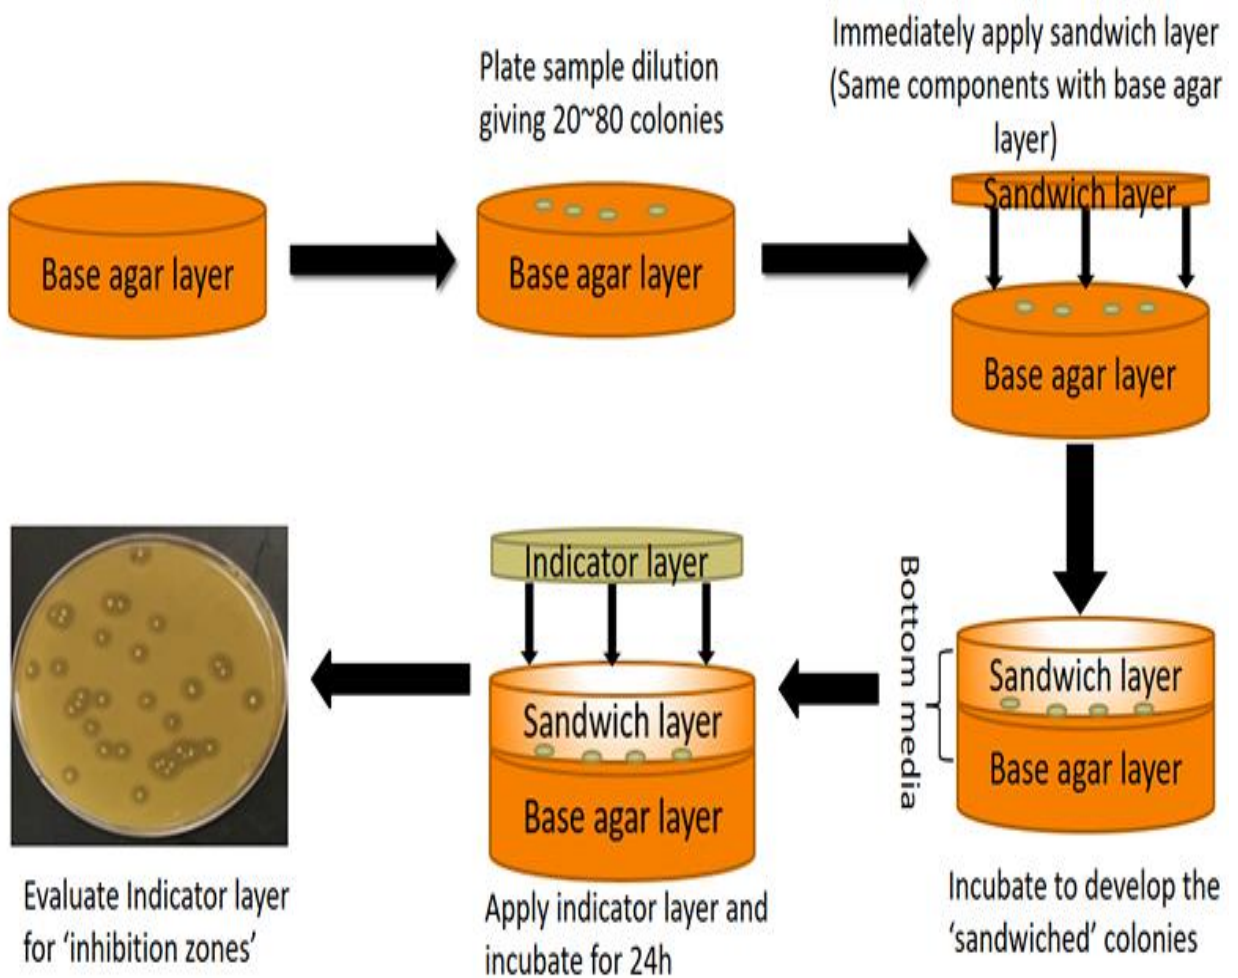 Base agar layer
Plate sample dilution
giving 20~80 colonies
Base agar layer
Immediately apply sandwich layer
(Same components with base agar
layer)
Sandwich layer
Base agar layer
Sandwich layer
Base agar layer
Bottom media
Incubate to develop the
‘sandwiched’ colonies
Indicator layer
Sandwich layer
Base agar layer
Apply indicator layer and
incubate for 24h
Evaluate Indicator layer
for ‘inhibition zones’